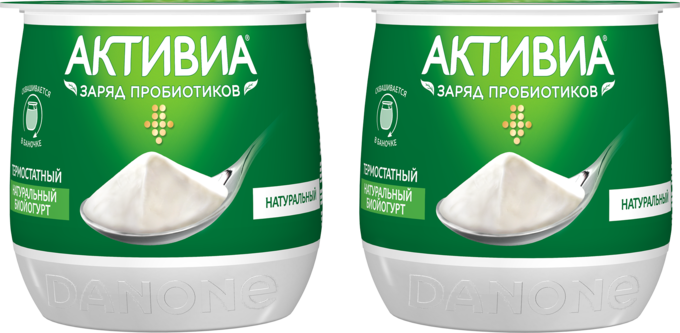 АКТИВИА®
ЗАРЯД ПРОБИОТИКОВ
СКВАШИВАЕТСЯ
В БАНОЧКЕ
ТЕРМОСТАТНЫЙ
НАТУРАЛЬНЫЙ
БИОЙОГУРТ
НАТУРАЛЬНЫЙ
DANONE
АКТИВИА®
ЗАРЯД ПРОБИОТИКОВ
СКВАШИВАЕТСЯ
В БАНОЧКЕ
ТЕРМОСТАТНЫЙ
НАТУРАЛЬНЫЙ
БИОЙОГУРТ
НАТУРАЛЬНЫЙ
DANONE